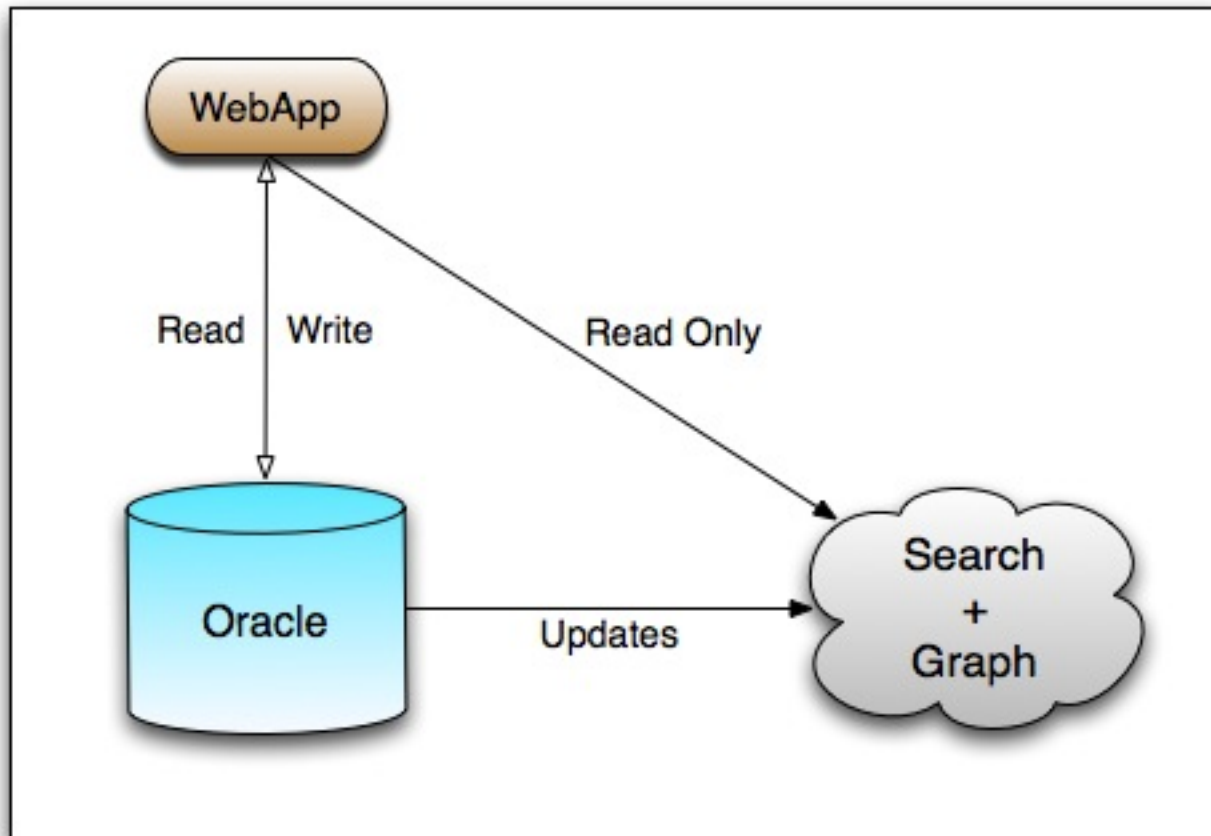 WebApp
Read
Write
Read Only
Oracle
Updates
Search
+
Graph